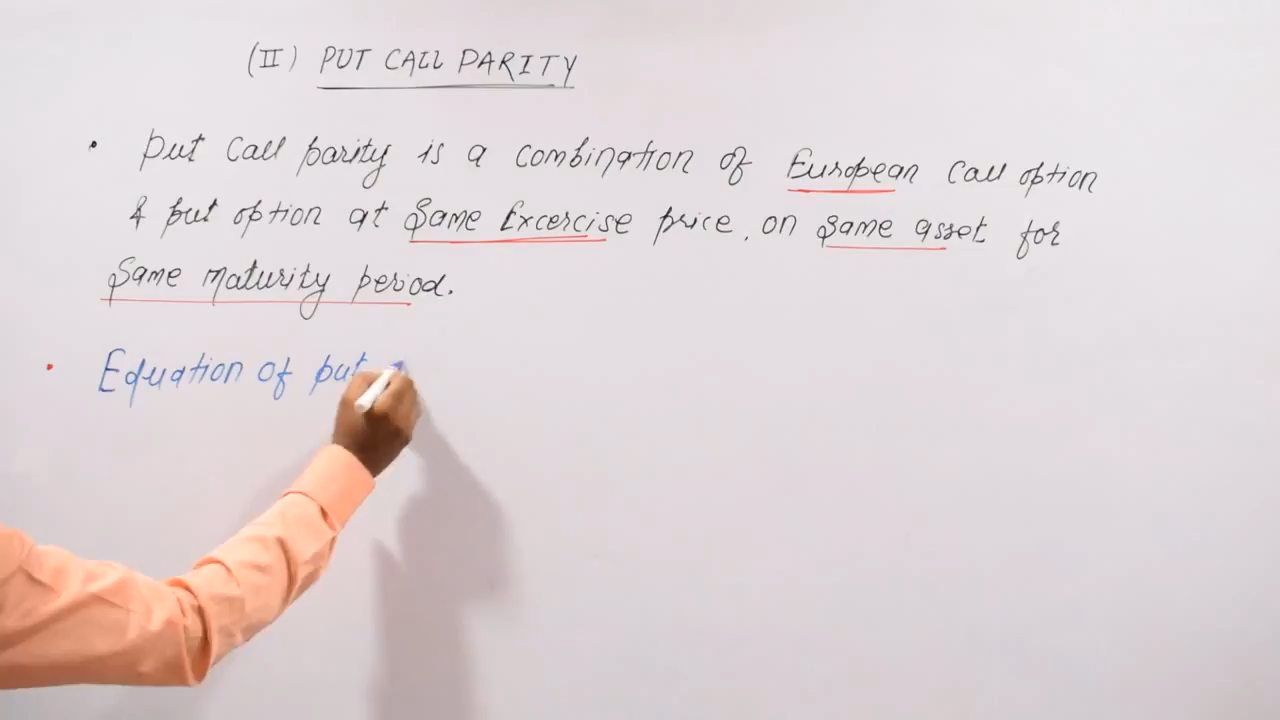 (II) PUT CALL PARITY
• Put Call parity is a combination of European call option
& put option at Same Excercise price, on same asset for
Same maturity period.
• Equation of put